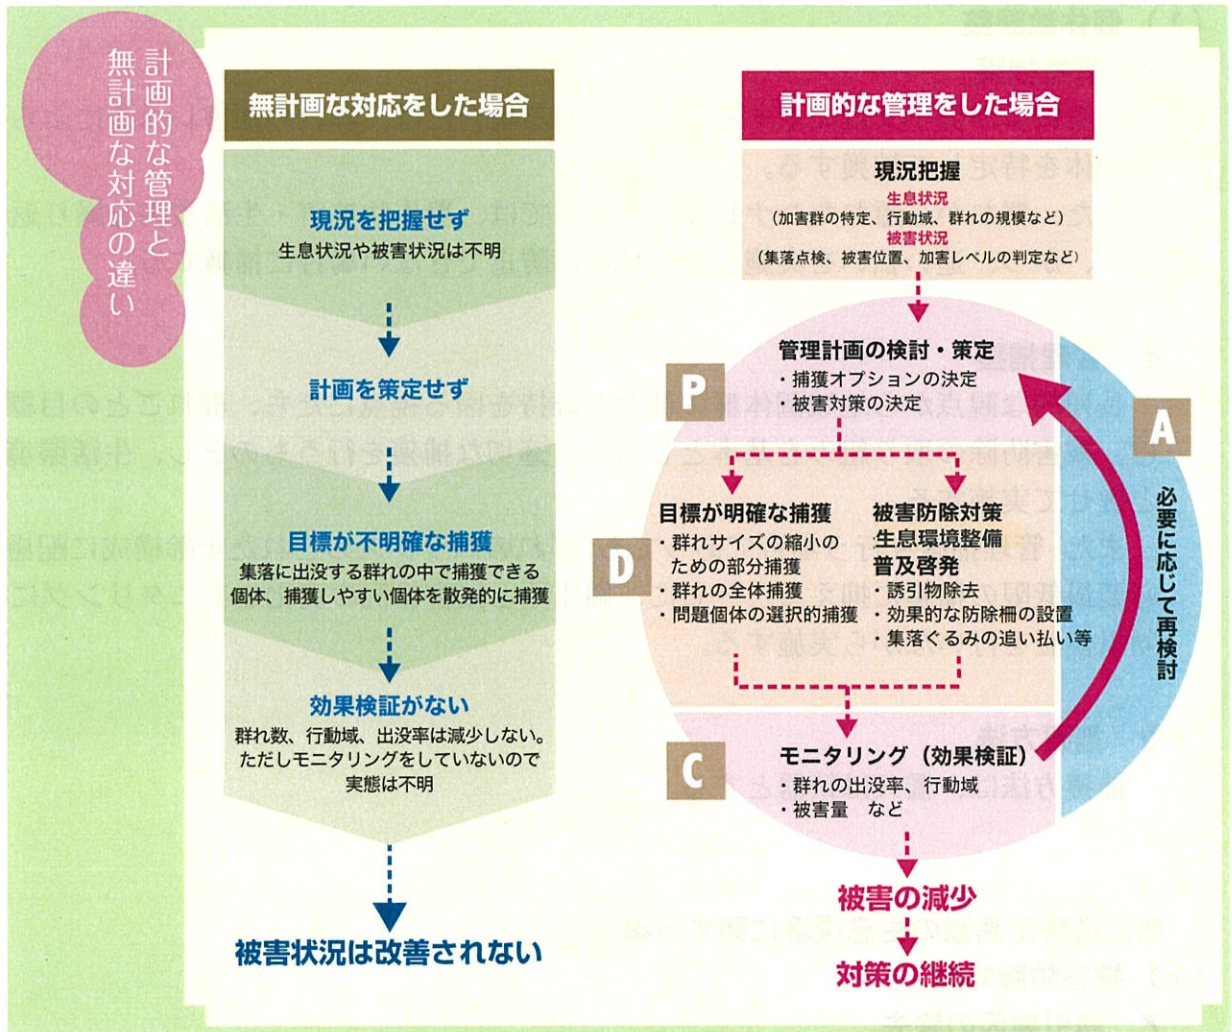 計画的な管理と
無計画な対応の違い
無計画な対応をした場合
現況を把握せず
生息状況や被害状況は不明
計画を策定せず
目標が不明確な捕獲
集落に出没する群れの中で捕獲できる
個体、捕獲しやすい個体を散発的に捕獲
効果検証がない
群れ数、行動域、出没率は減少しない。
ただしモニタリングをしていないので
実態は不明
被害状況は改善されない
計画的な管理をした場合
現況把握
生息状況
(加害群の特定、行動域、群れの規模など)
被害状況
(集落点検、被害位置、加害レベルの判定など)
P
管理計画の検討・策定
・捕獲オプションの決定
・被害対策の決定
D
目標が明確な捕獲
・群れサイズの縮小の
ための部分捕獲
・群れの全体捕獲
・問題個体の選択的捕獲
被害防除対策
生息環境整備
普及啓発
・誘引物除去
・効果的な防除柵の設置
・集落ぐるみの追い払い等
C
モニタリング（効果検証）
・群れの出没率、行動域
・被害量　など
A
必要に応じて再検討
被害の減少
対策の継続